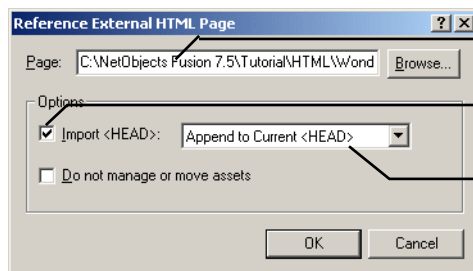 Reference External HTML Page
Page: C:\NetObjects Fusion 7.5\Tutorial\HTML\Wond Browse...
Options
Import <HEAD>: Append to Current <HEAD>
Do not manage or move assets
OK Cancel